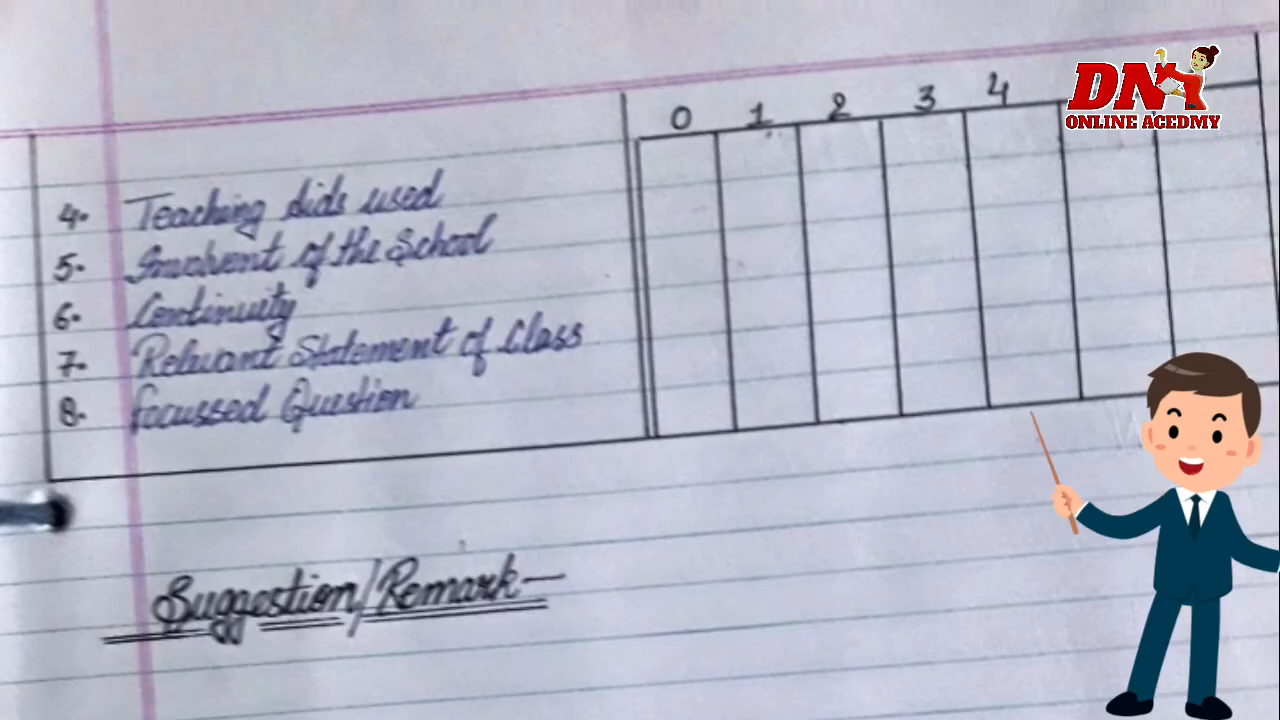 DN
ONLINE ACEDMY
0 1 2 3 4
4. Teaching Aids used
5. Involvent of the School
6. Continuity
7. Relevant Statement of Class
8. focussed Question
Suggestion/Remark—